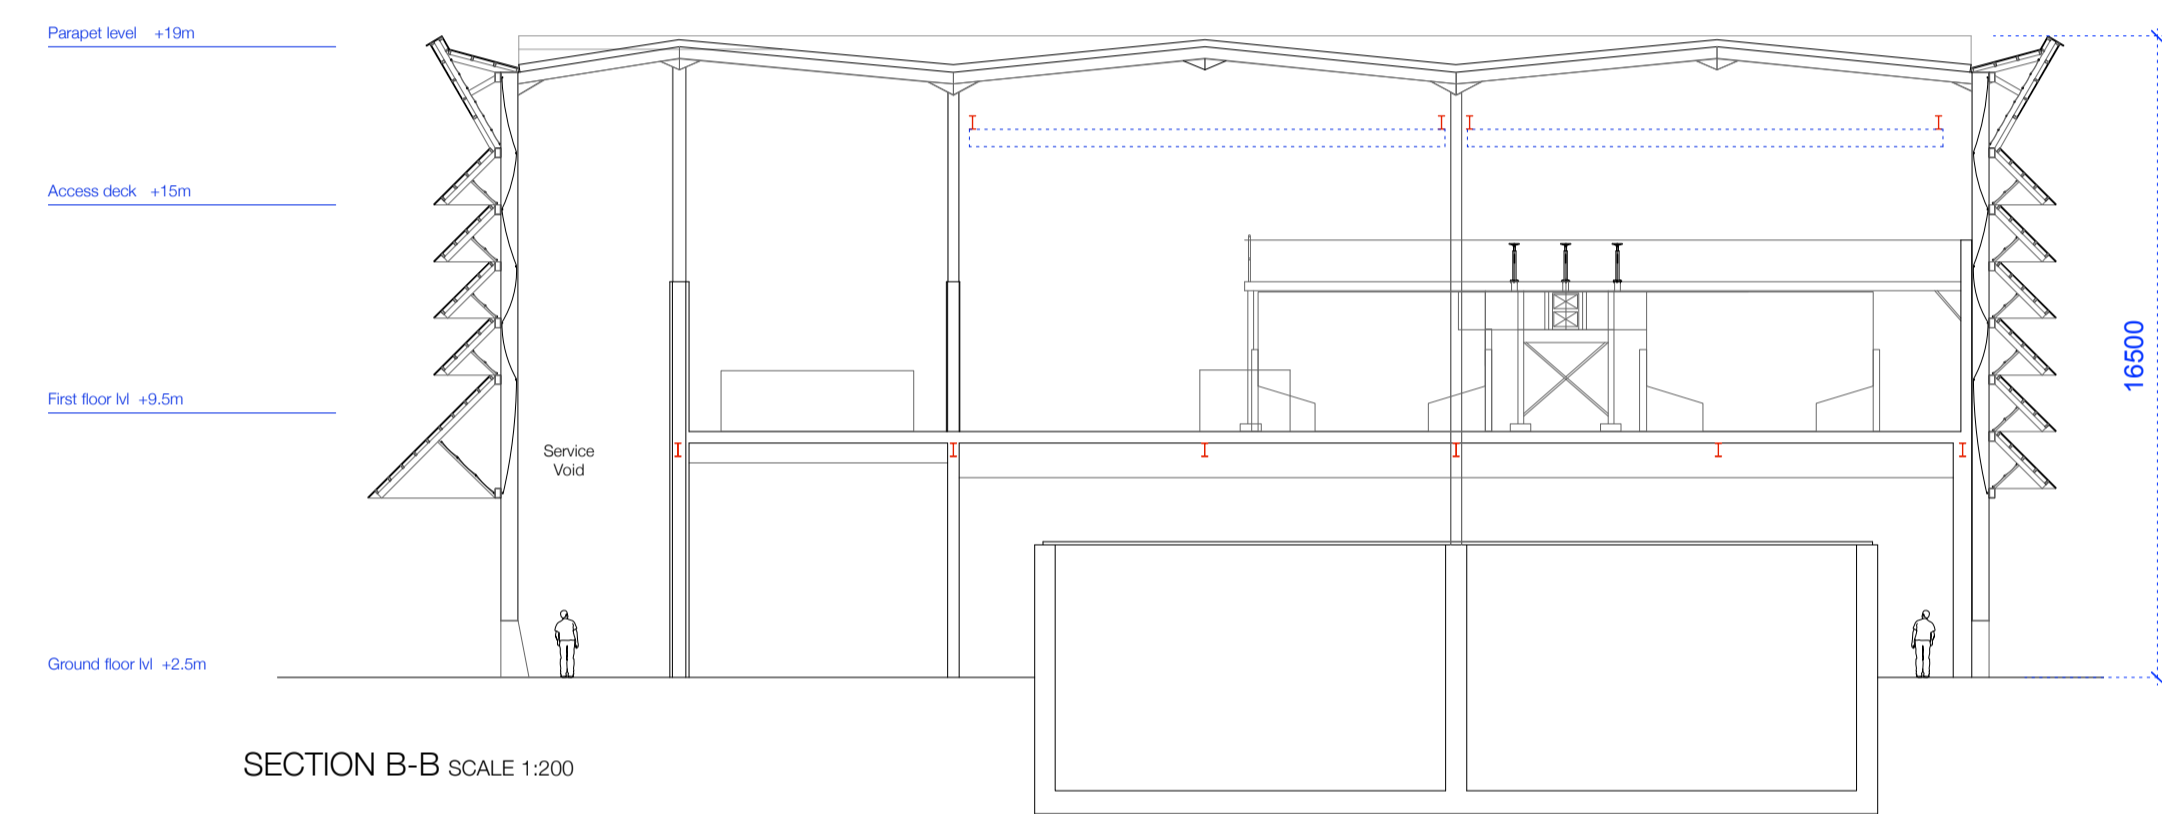 Parapet level +19m
Access deck +15m
First floor lvl +9.5m
Service
Void
Ground floor lvl +2.5m
16500
SECTION B-B SCALE 1:200